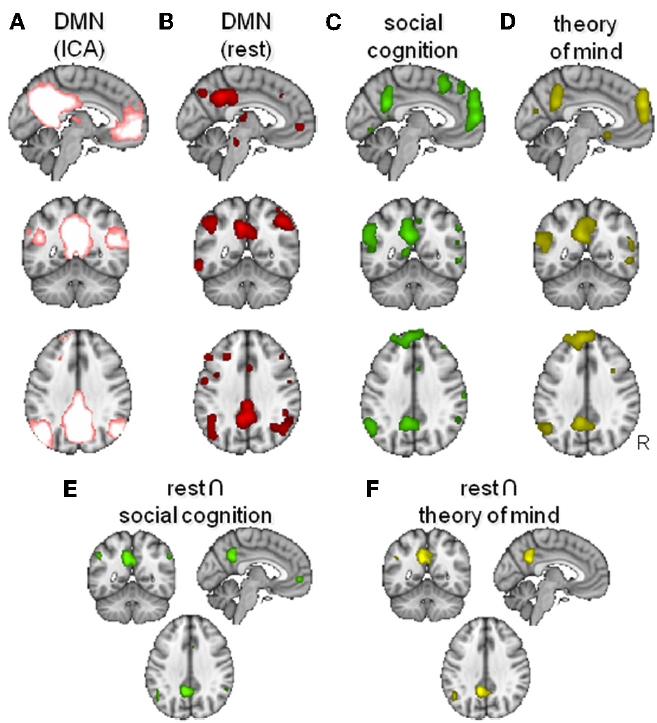 A
DMN
(ICA)
B
DMN
(rest)
C
social
cognition
D
theory
of mind
R
E
rest ∩
social cognition
F
rest ∩
theory of mind